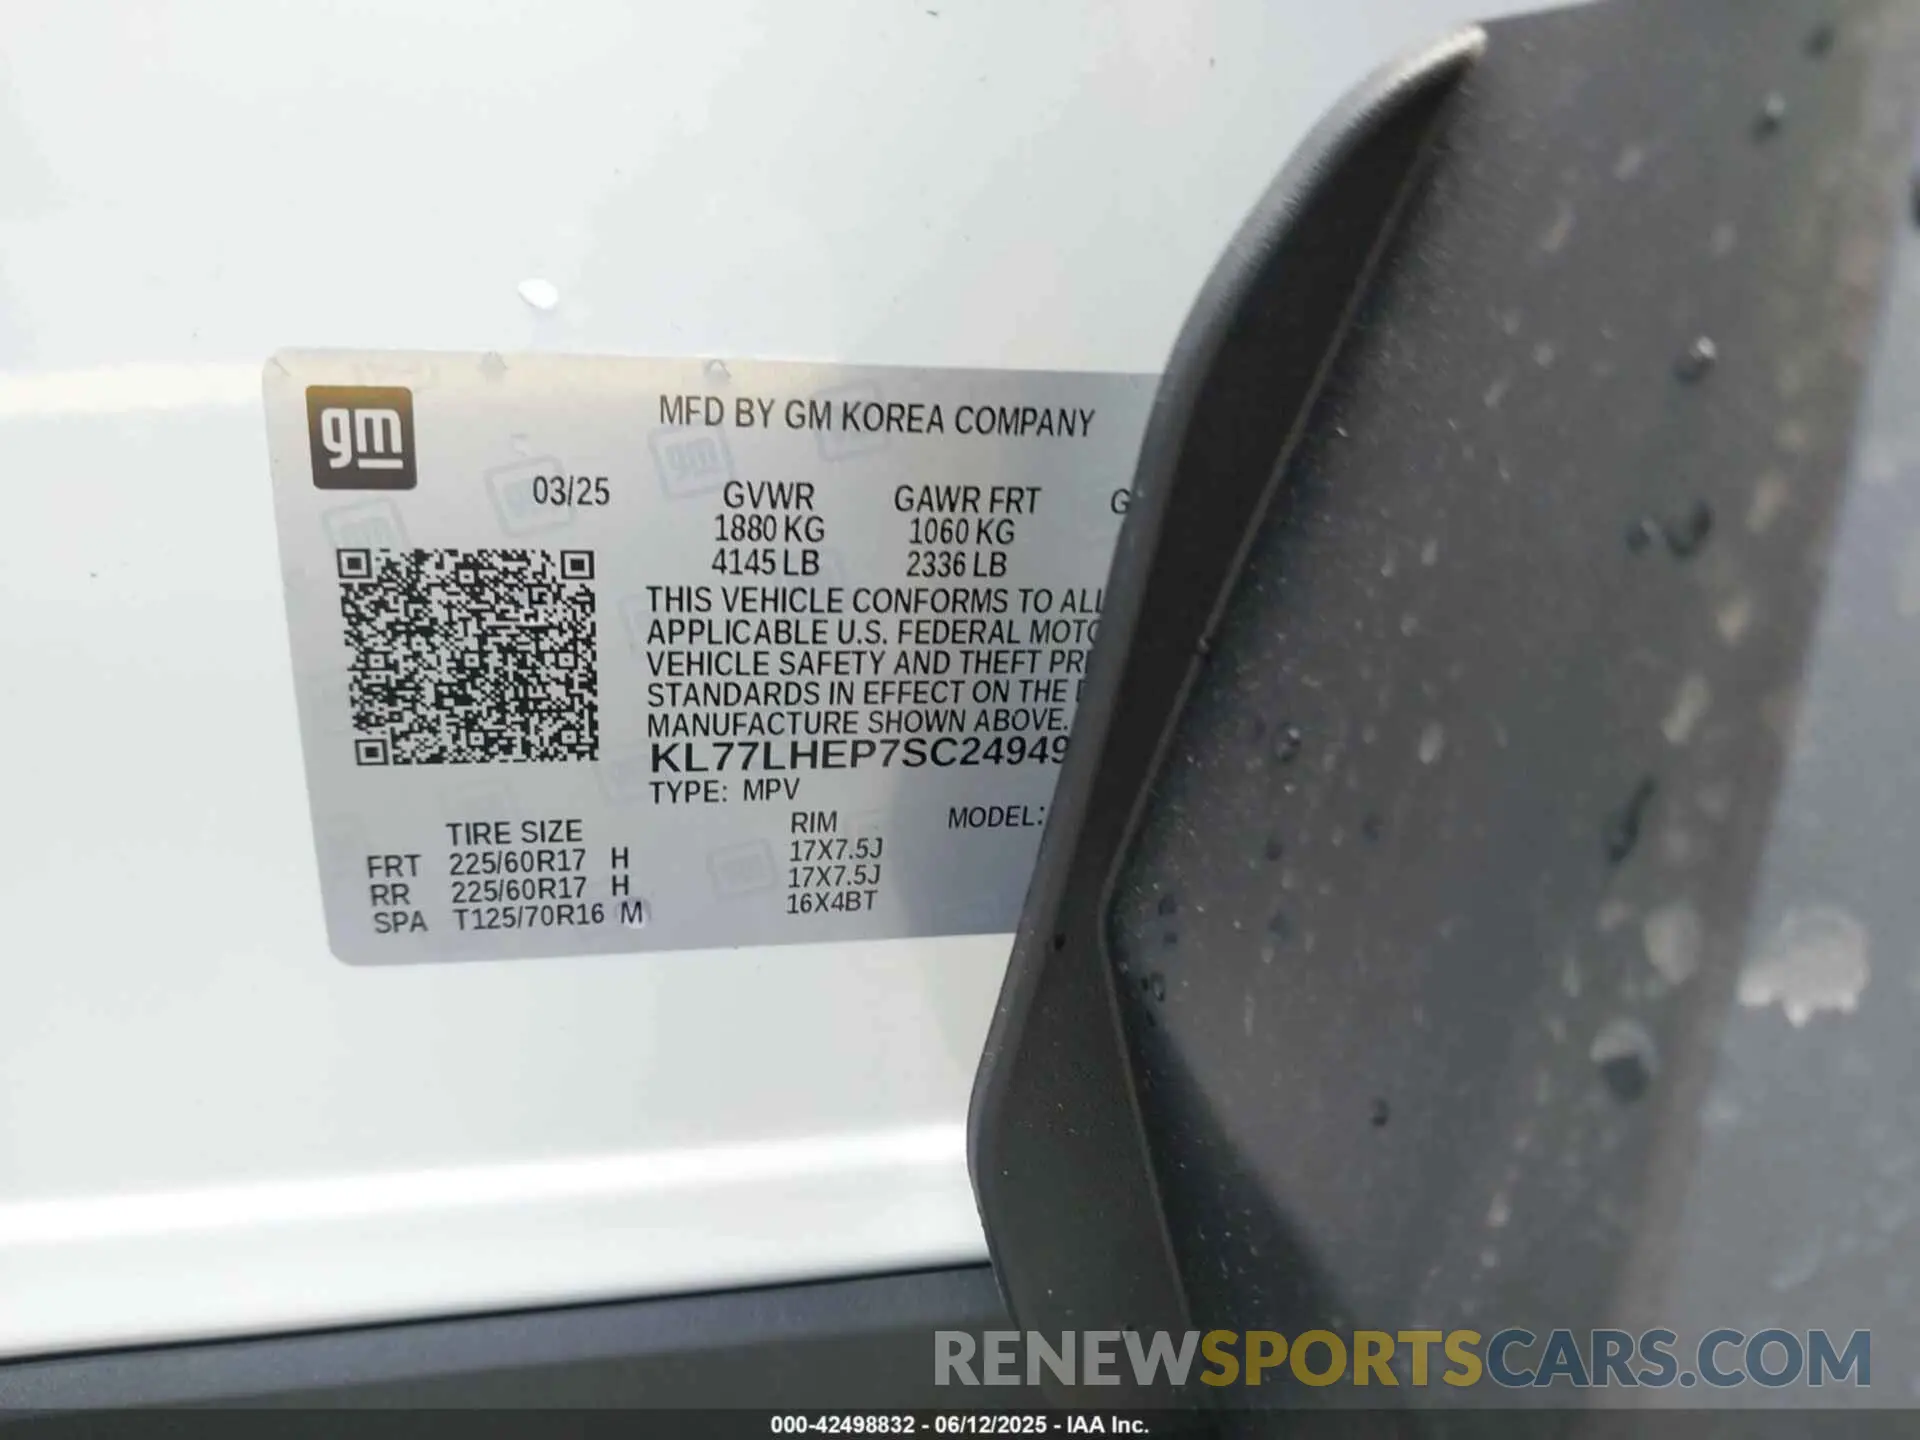 gm
MFD BY GM KOREA COMPANY
03/25
GVWR GAWR FRT
1880 KG 1060 KG
4145 LB 2336 LB
THIS VEHICLE CONFORMS TO ALL
APPLICABLE U.S. FEDERAL
VEHICLE SAFETY AND THEFT
STANDARDS IN EFFECT ON THE
MANUFACTURE SHOWN ABOVE.
KL77LHEP7SC24949
TYPE: MPV
TIRE SIZE RIM MODEL:
FRT 225/60R17 H 17X7.5J
RR 225/60R17 H 17X7.5J
SPA T125/70R16 M 16X4BT
RENEWSPORTSCARS.COM
000-42498832 - 06/12/2025 - IAA Inc.